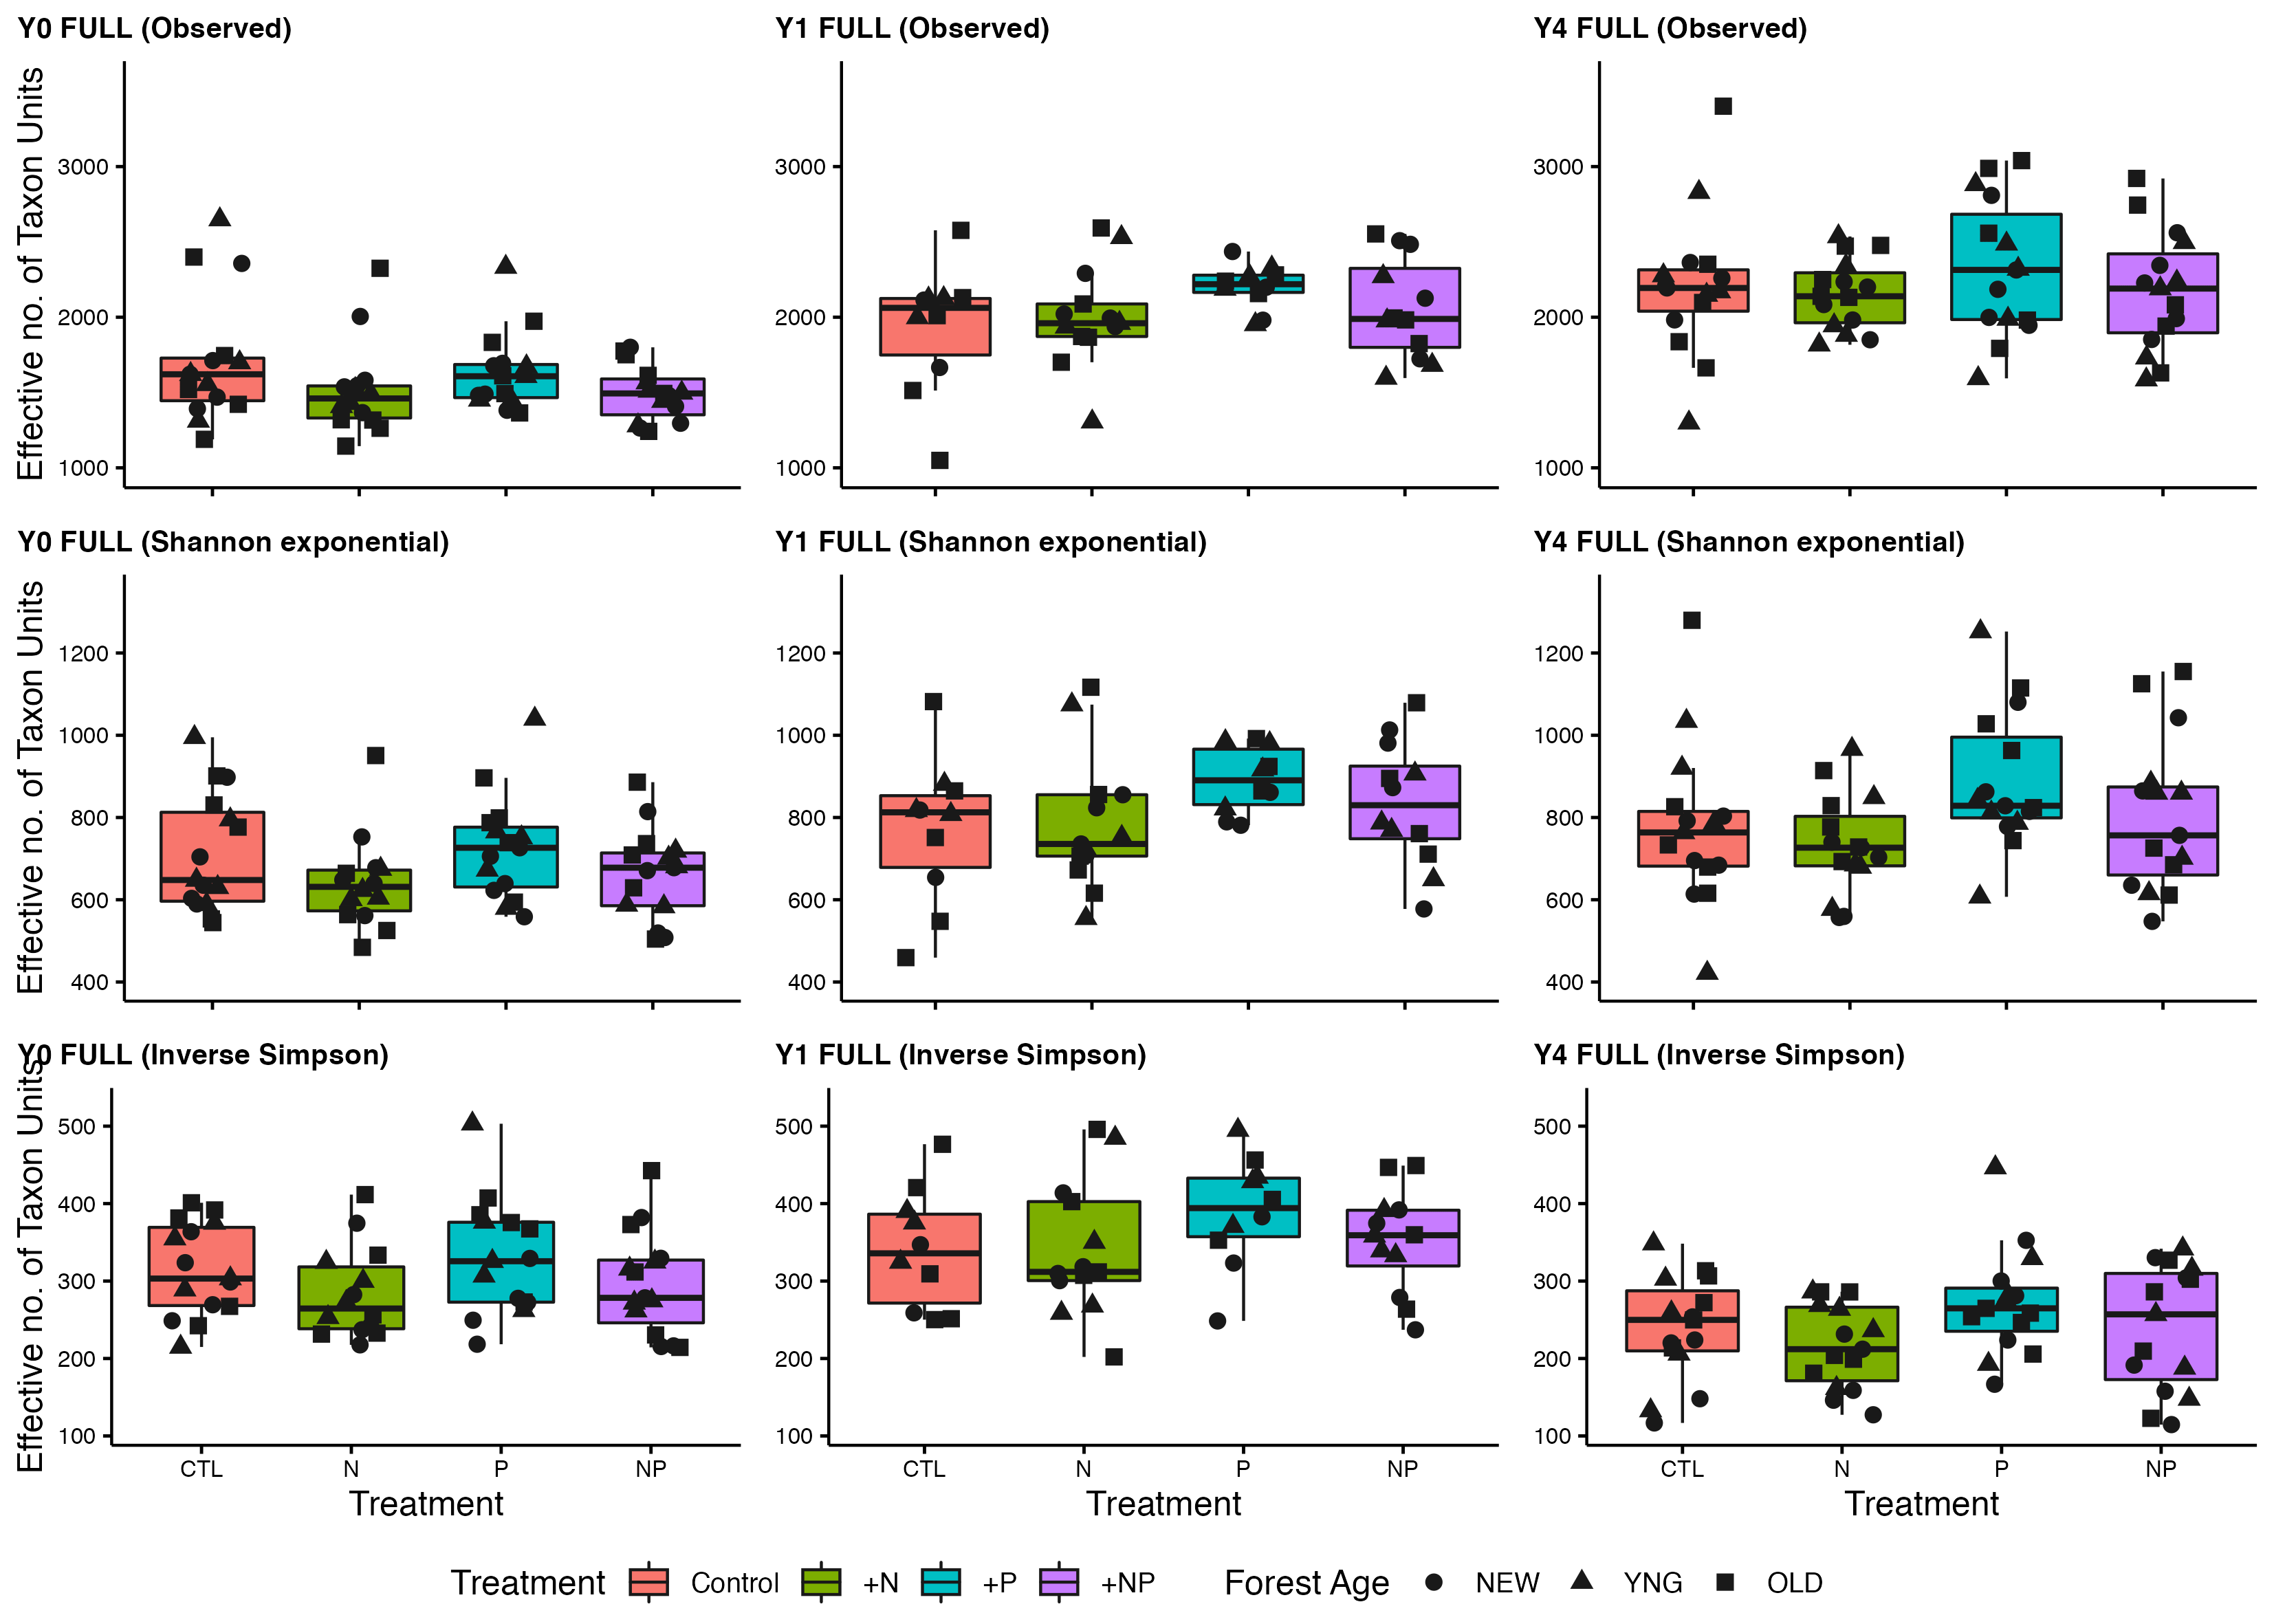 Y0 FULL (Observed)
Y1 FULL (Observed)
Y4 FULL (Observed)
Effective no. of Taxon Units
3000
2000
1000
3000
2000
1000
3000
2000
1000
Y0 FULL (Shannon exponential)
Y1 FULL (Shannon exponential)
Y4 FULL (Shannon exponential)
Effective no. of Taxon Units
1200
1000
800
600
400
1200
1000
800
600
400
1200
1000
800
600
400
Y0 FULL (Inverse Simpson)
Y1 FULL (Inverse Simpson)
Y4 FULL (Inverse Simpson)
Effective no. of Taxon Units
500
400
300
200
100
500
400
300
200
100
500
400
300
200
100
CTL N P NP
CTL N P NP
CTL N P NP
Treatment
Treatment
Treatment
Treatment Control +N +P +NP Forest Age NEW YNG OLD